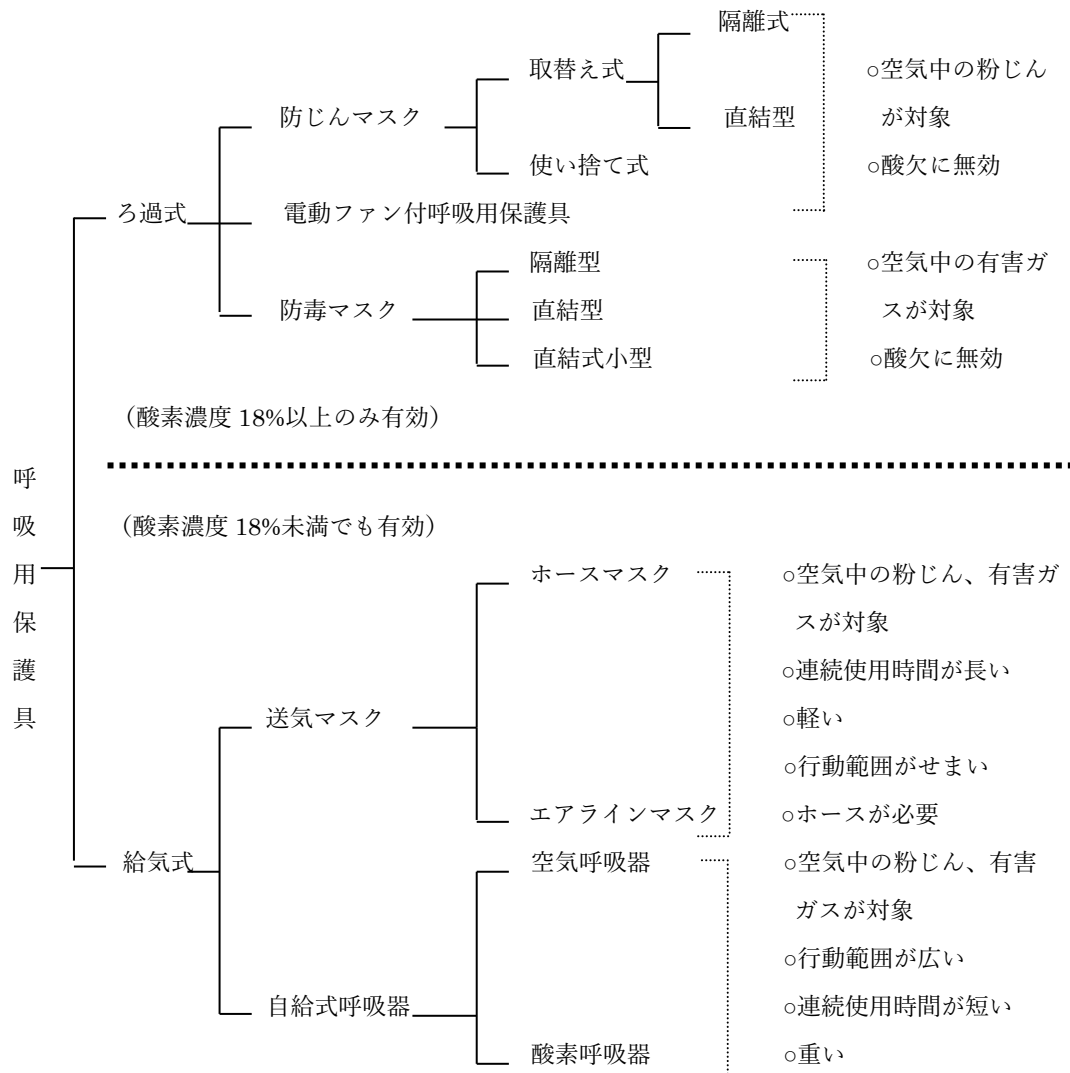 隔離式
取替え式
○空気中の粉じん
防じんマスク
直結型
が対象
使い捨て式
○酸欠に無効
ろ過式
電動ファン付呼吸用保護具
隔離型
○空気中の有害ガ
防毒マスク
直結型
スが対象
直結式小型
○酸欠に無効
（酸素濃度 18%以上のみ有効）
呼吸用保護具
（酸素濃度 18%未満でも有効）
ホースマスク
○空気中の粉じん、有害ガ
スが対象
○連続使用時間が長い
送気マスク
○軽い
○行動範囲がせまい
エアラインマスク
○ホースが必要
給気式
空気呼吸器
○空気中の粉じん、有害
ガスが対象
○行動範囲が広い
自給式呼吸器
○連続使用時間が短い
酸素呼吸器
○重い